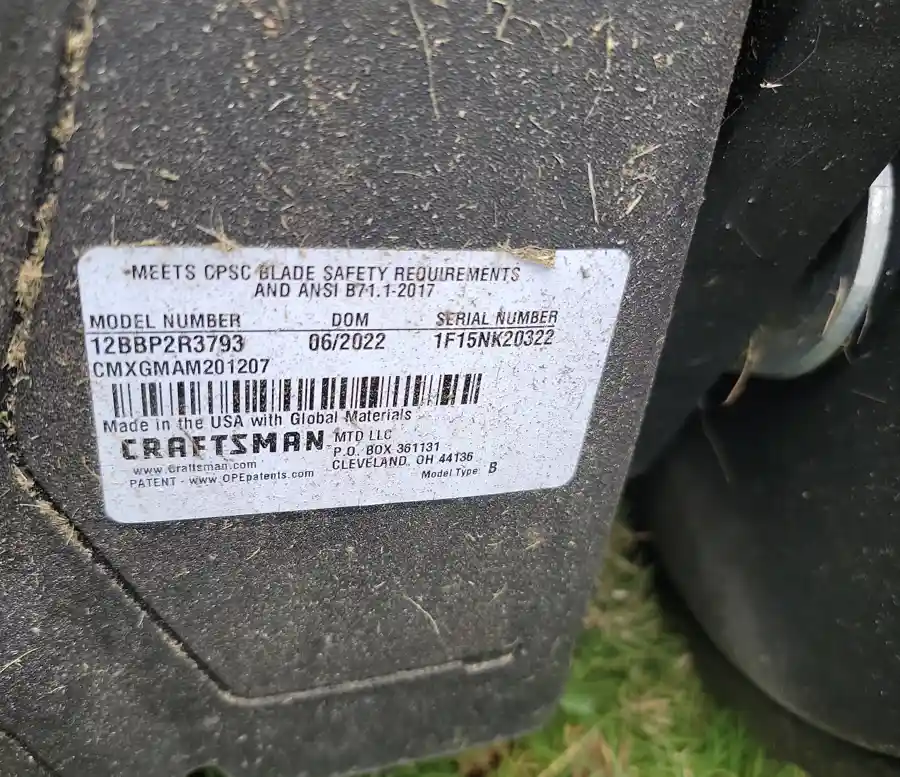 MEETS CPSC BLADE SAFETY REQUIREMENTS
AND ANSI B71.1-2017
MODEL NUMBER DOM SERIAL NUMBER
12BBP2R3793 06/2022 1F15NK20322
CMXGMAM201207
Made in the USA with Global Materials
CRAFTSMAN MTD LLC
P.O. BOX 361131
www.Craftsman.com CLEVELAND, OH 44136
PATENT - www.OPEpatents.com Model Type: B